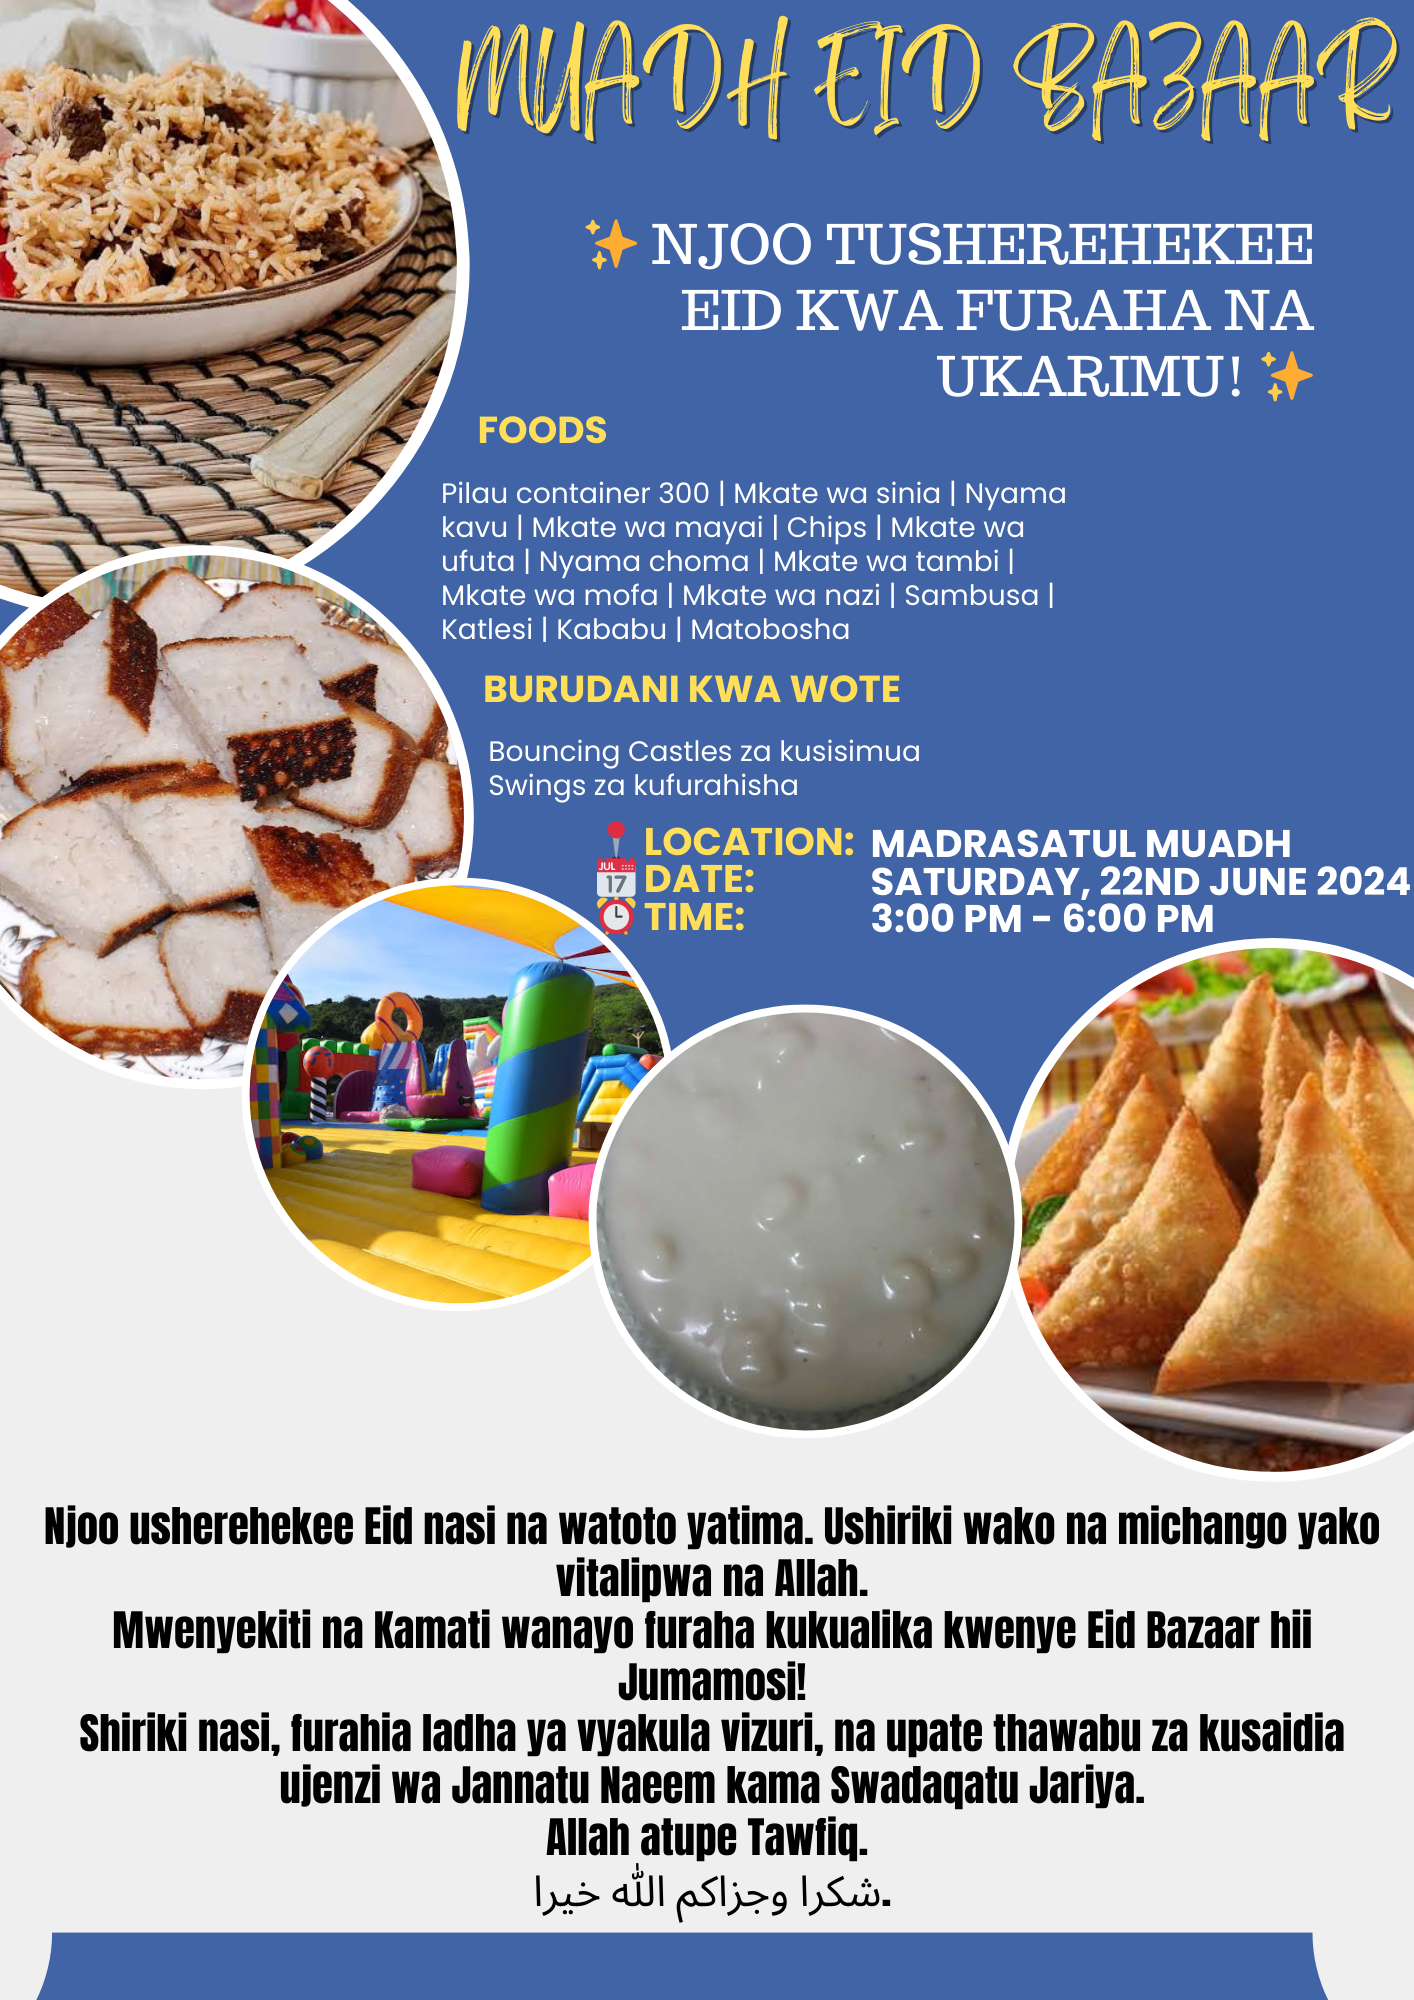 MUADH EID BAZAAR
✨ NJOO TUSHEREHEKEE
EID KWA FURAHA NA
UKARIMU! ✨
FOODS
Pilau container 300 | Mkate wa sinia | Nyama
kavu | Mkate wa mayai | Chips | Mkate wa
ufuta | Nyama choma | Mkate wa tambi |
Mkate wa mofa | Mkate wa nazi | Sambusa |
Katlesi | Kababu | Matobosha
BURUDANI KWA WOTE
Bouncing Castles za kusisimua
Swings za kufurahisha
📍 LOCATION: MADRASATUL MUADH
📅 DATE: SATURDAY, 22ND JUNE 2024
⏰ TIME: 3:00 PM - 6:00 PM
Njoo usherehekee Eid nasi na watoto yatima. Ushiriki wako na michango yako
vitalipwa na Allah.
Mwenyekiti na Kamati wanayo furaha kukualika kwenye Eid Bazaar hii
Jumamosi!
Shiriki nasi, furahia ladha ya vyakula vizuri, na upate thawabu za kusaidia
ujenzi wa Jannatu Naeem kama Swadaqatu Jariya.
Allah atupe Tawfiq.
.شكرا وجزاكم الله خيرا